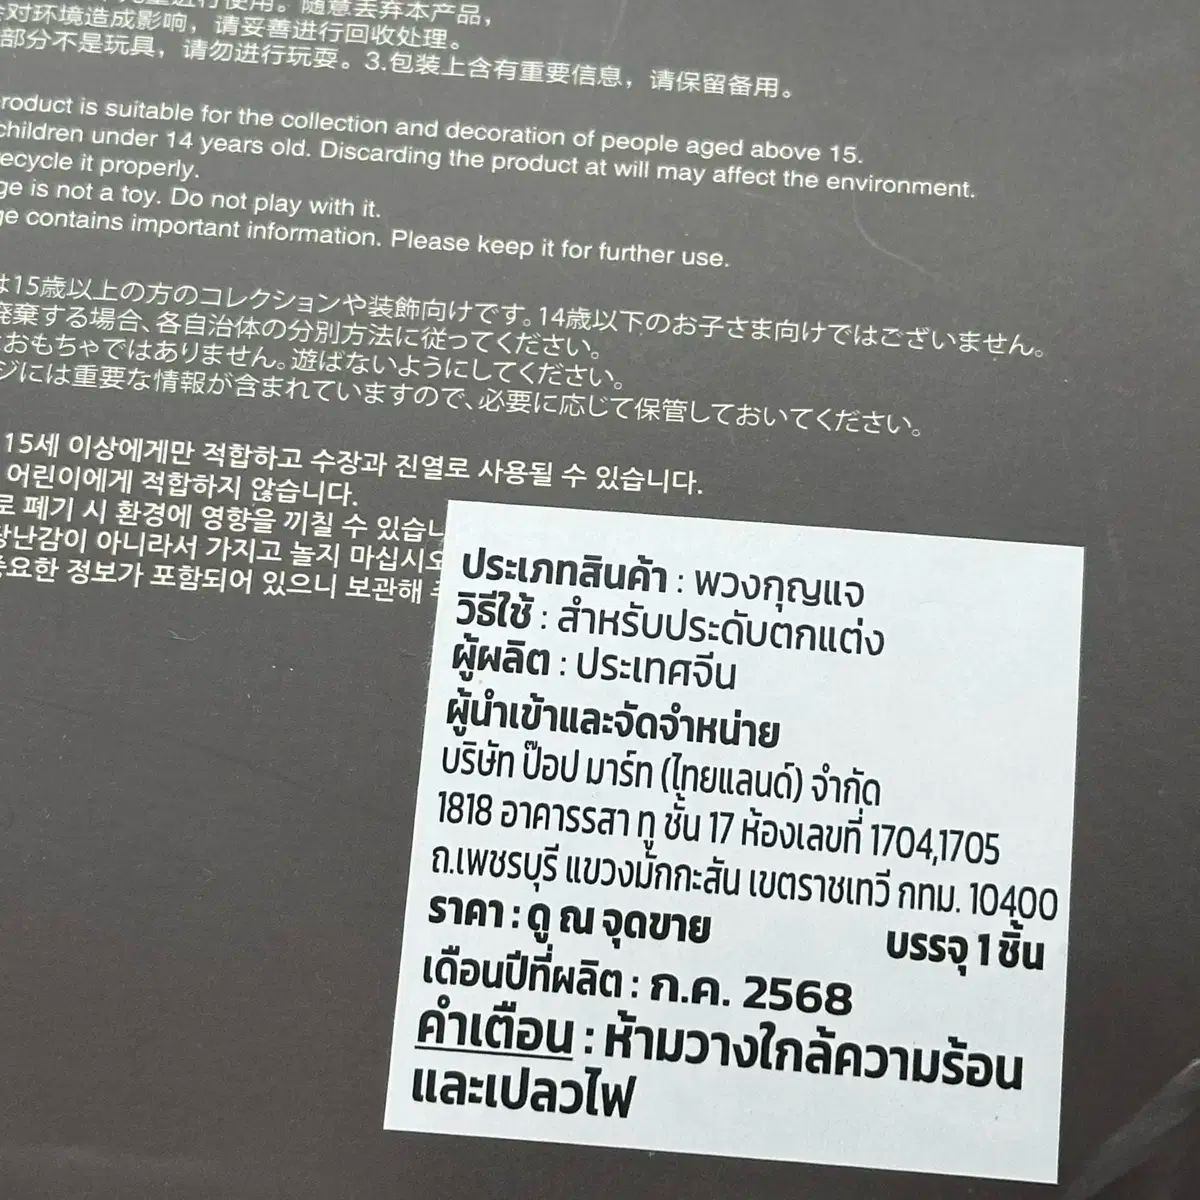 进行使用。随意丢弃本产品，
对环境造成影响，请妥善进行回收处理。
部分不是玩具，请勿进行玩耍。3.包装上含有重要信息，请保留备用。
roduct is suitable for the collection and decoration of people aged above 15.
children under 14 years old. Discarding the product at will may affect the environment.
ecycle it properly.
ge is not a toy. Do not play with it.
ge contains important information. Please keep it for further use.
は15歳以上の方のコレクションや装飾向けです。14歳以下のお子さま向けではございません。
廃棄する場合、各自治体の分別方法に従ってください。
おもちゃではありません。遊ばないようにしてください。
ジには重要な情報が含まれていますので、必要に応じて保管しておいてください。
15세 이상에게만 적합하고 수장과 진열로 사용될 수 있습니다.
어린이에게 적합하지 않습니다.
로 폐기 시 환경에 영향을 끼칠 수 있습니
장난감이 아니라서 가지고 놀지 마십시오
중요한 정보가 포함되어 있으니 보관해
ประเภทสินค้า : พวงกุญแจ
วิธีใช้ : สำหรับประดับตกแต่ง
ผู้ผลิต : ประเทศจีน
ผู้นำเข้าและจัดจำหน่าย
บริษัท ป๊อป มาร์ท (ไทยแลนด์) จำกัด
1818 อาคารรสา ทู ชั้น 17 ห้องเลขที่ 1704,1705
ถ.เพชรบุรี แขวงมักกะสัน เขตราชเทวี กทม. 10400
ราคา : ดู ณ จุดขาย บรรจุ 1 ชิ้น
เดือนปีที่ผลิต : ก.ค. 2568
คำเตือน : ห้ามวางใกล้ความร้อน
และเปลวไฟ